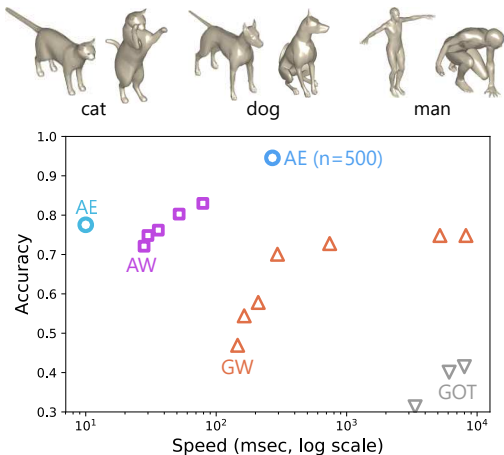 cat dog man
1.0
AE (n=500)
0.9
AE
0.8
AW
0.7
0.6
0.5
GW
0.4
GOT
0.3
10¹ 10² 10³ 10⁴
Accuracy
Speed (msec, log scale)